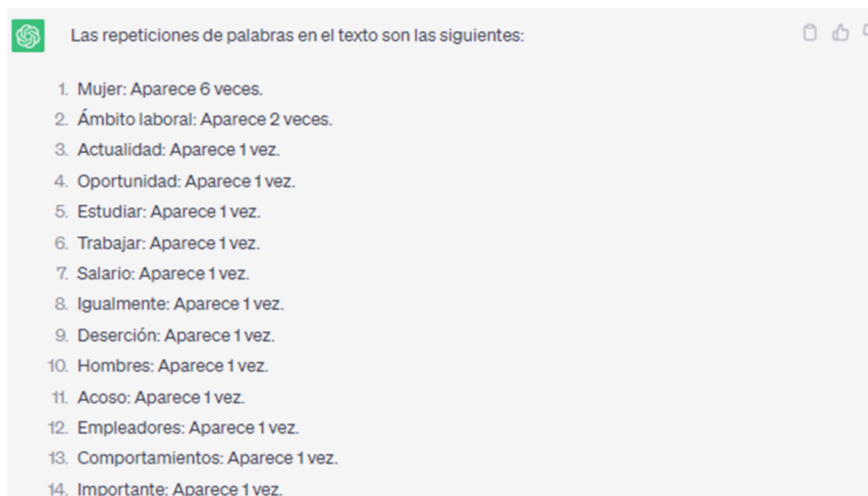 Las repeticiones de palabras en el texto son las siguientes:
1. Mujer: Aparece 6 veces.
2. Ámbito laboral: Aparece 2 veces.
3. Actualidad: Aparece 1 vez.
4. Oportunidad: Aparece 1 vez.
5. Estudiar: Aparece 1 vez.
6. Trabajar: Aparece 1 vez.
7. Salario: Aparece 1 vez.
8. Igualmente: Aparece 1 vez.
9. Deserción: Aparece 1 vez.
10. Hombres: Aparece 1 vez.
11. Acoso: Aparece 1 vez.
12. Empleadores: Aparece 1 vez.
13. Comportamientos: Aparece 1 vez.
14. Importante: Aparece 1 vez.